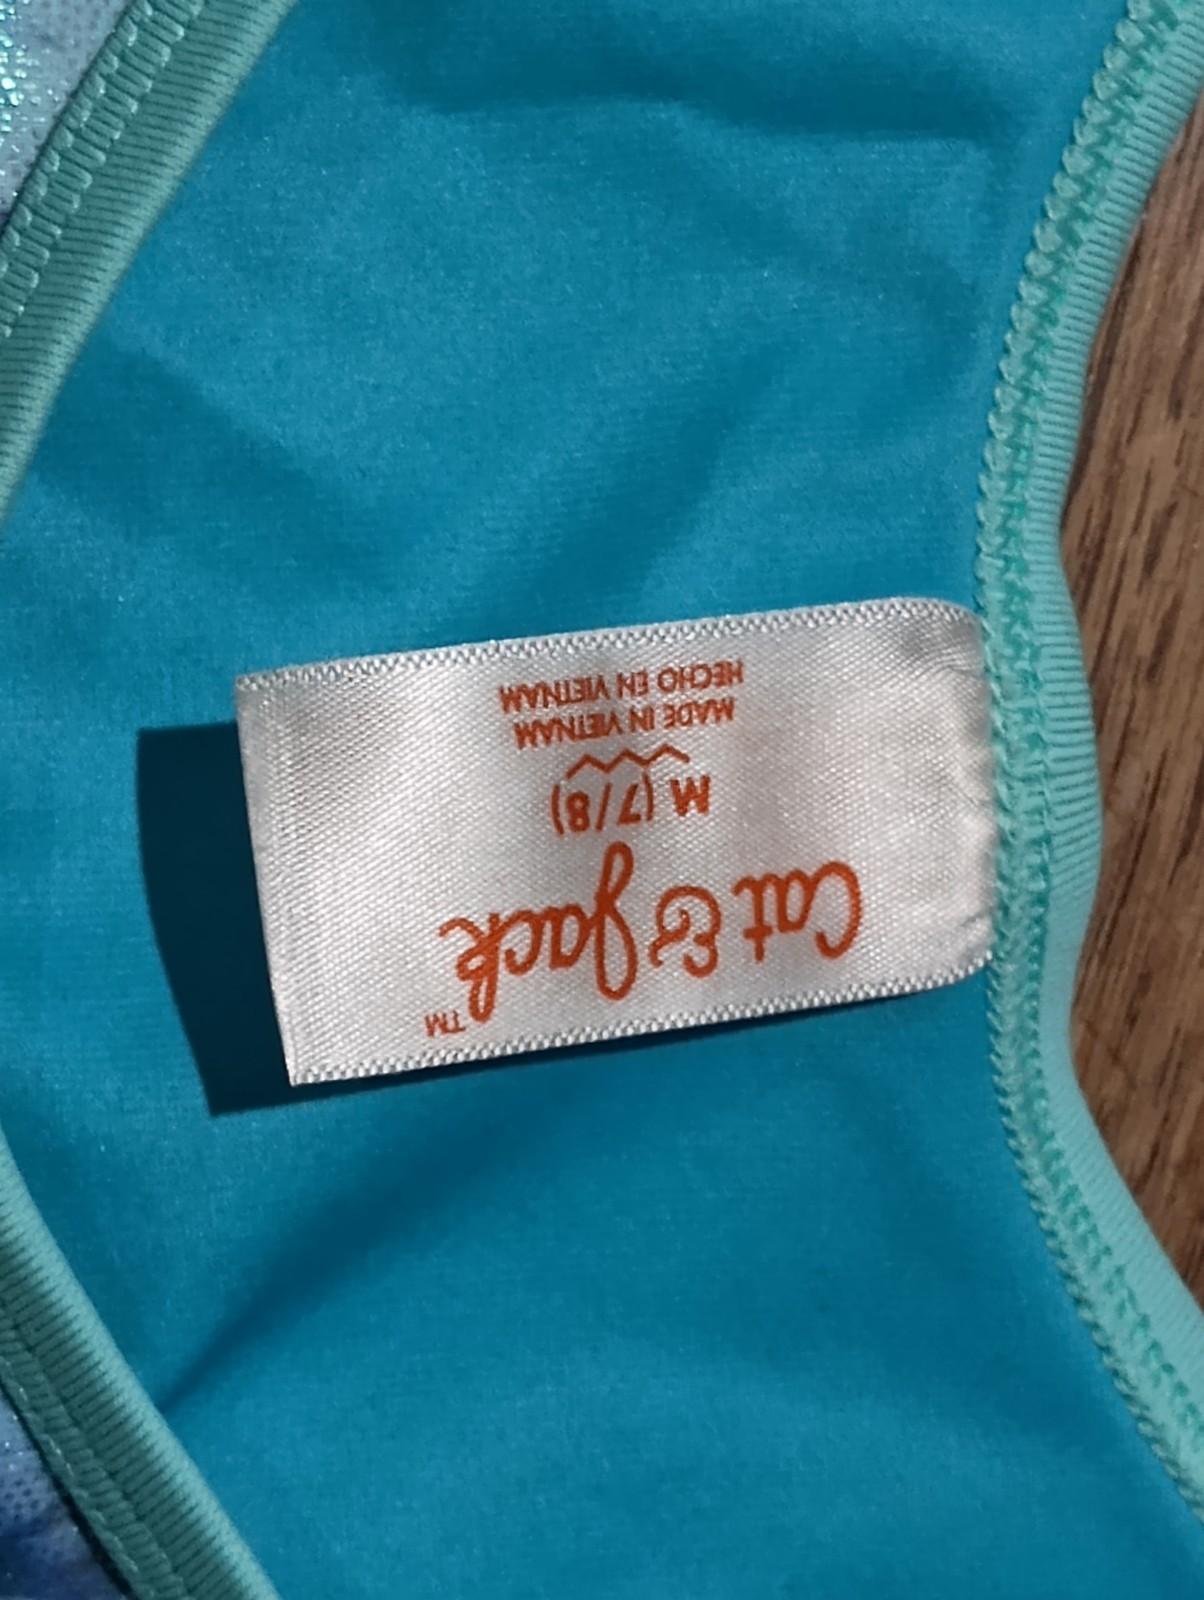 Cat & Jack™
M (7/8)
MADE IN VIETNAM
HECHO EN VIETNAM